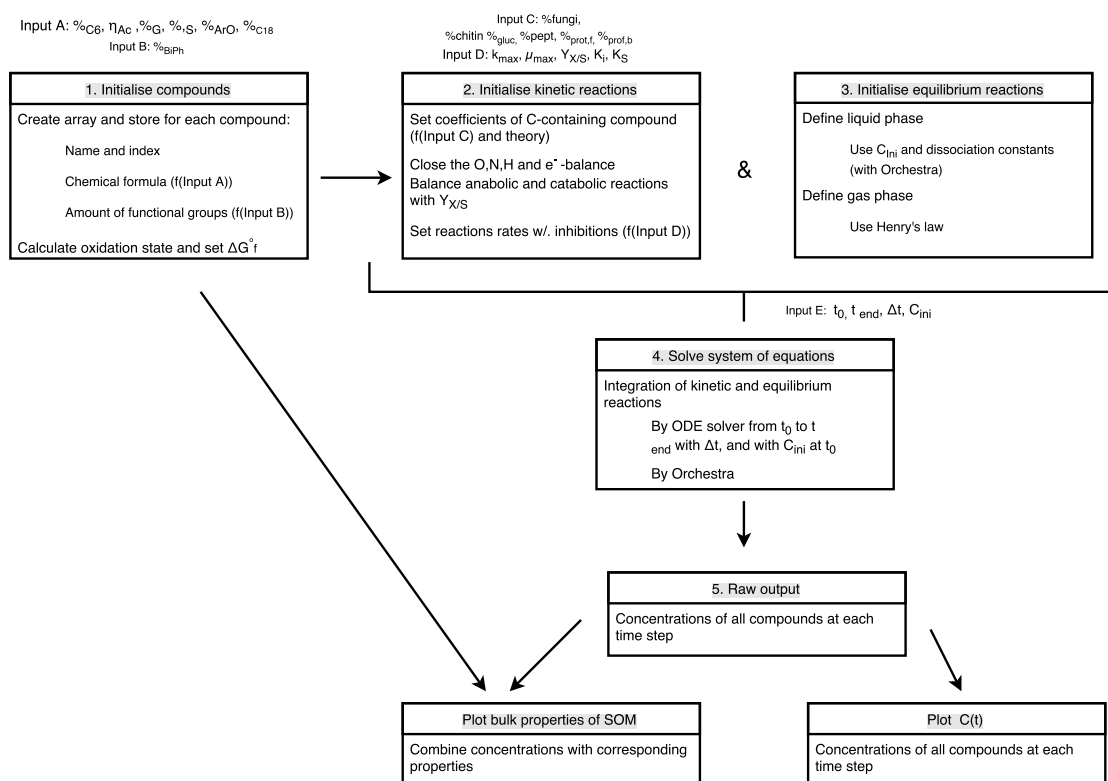 Input A: %C6, ηAc ,%G, %,S, %ArO, %C18
Input B: %BiPh
Input C: %fungi,
%chitin %gluc, %pept, %prot,f, %prof,b
Input D: kmax, μmax, YX/S, Ki, KS
1. Initialise compounds
Create array and store for each compound:
Name and index
Chemical formula (f(Input A))
Amount of functional groups (f(Input B))
Calculate oxidation state and set ΔG°f
2. Initialise kinetic reactions
Set coefficients of C-containing compound
(f(Input C) and theory)
Close the O,N,H and e- -balance
Balance anabolic and catabolic reactions
with YX/S
Set reactions rates w/. inhibitions (f(Input D))
&
3. Initialise equilibrium reactions
Define liquid phase
Use CIni and dissociation constants
(with Orchestra)
Define gas phase
Use Henry's law
Input E: t0, t end, Δt, Cini
4. Solve system of equations
Integration of kinetic and equilibrium
reactions
By ODE solver from t0 to t
end with Δt, and with Cini at t0
By Orchestra
5. Raw output
Concentrations of all compounds at each
time step
Plot bulk properties of SOM
Combine concentrations with corresponding
properties
Plot C(t)
Concentrations of all compounds at each
time step